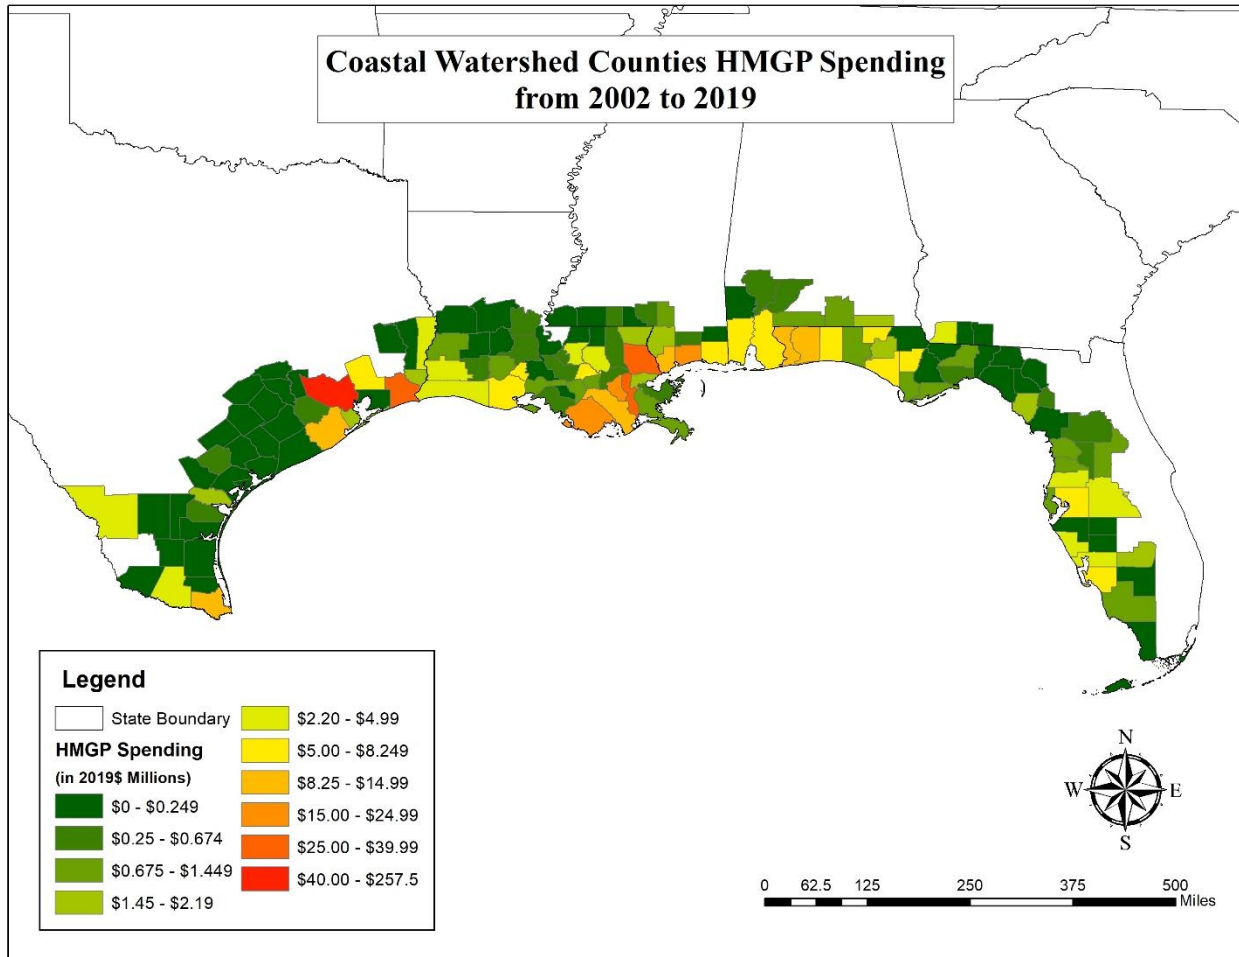 Coastal Watershed Counties HMGP Spending
from 2002 to 2019
Legend
State Boundary
HMGP Spending
(in 2019$ Millions)
$0 - $0.249
$0.25 - $0.674
$0.675 - $1.449
$1.45 - $2.19
$2.20 - $4.99
$5.00 - $8.249
$8.25 - $14.99
$15.00 - $24.99
$25.00 - $39.99
$40.00 - $257.5
N
W E
S
0 62.5 125 250 375 500
Miles